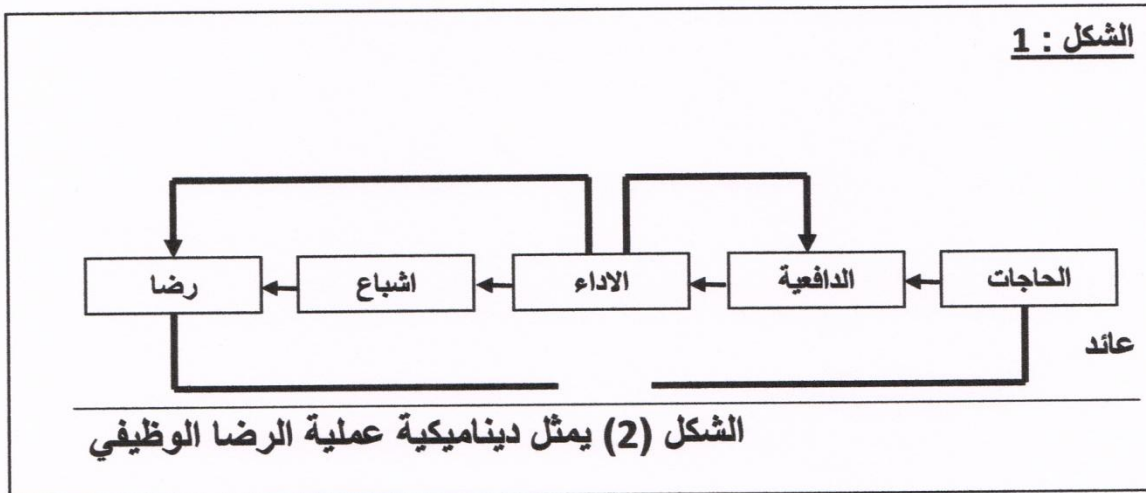 الشكل : 1
الحاجات
الدافعية
الاداء
اشباع
رضا
عائد
الشكل (2) يمثل ديناميكية عملية الرضا الوظيفي